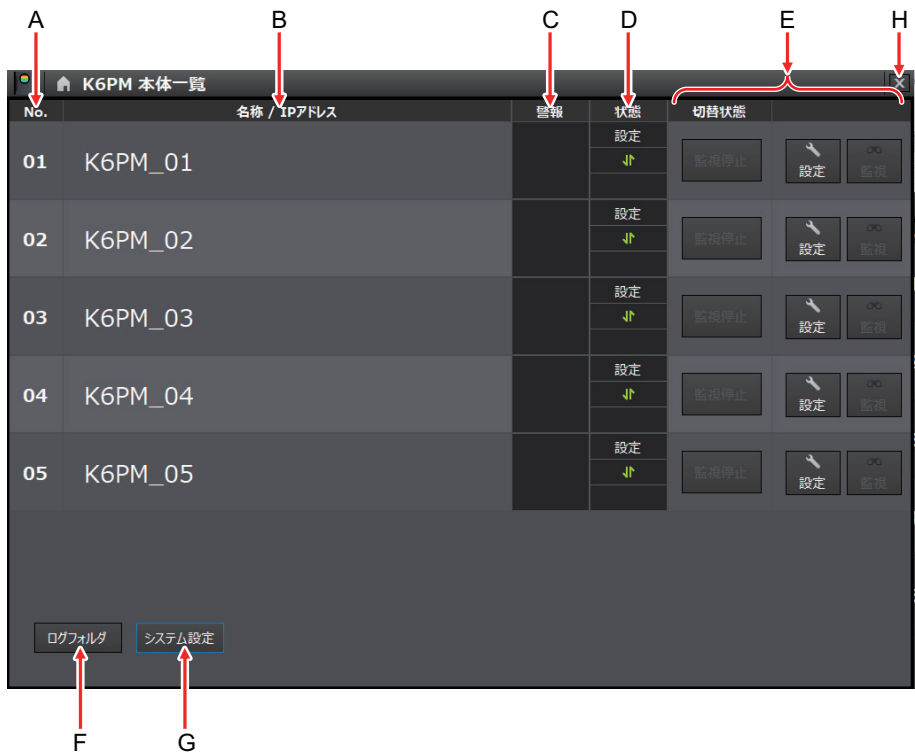 A B C D E H
K6PM 本体一覧
No. 名称 / IPアドレス 警報 状態 切替状態
01 K6PM_01 設定 監視停止 設定 監視
02 K6PM_02 設定 監視停止 設定 監視
03 K6PM_03 設定 監視停止 設定 監視
04 K6PM_04 設定 監視停止 設定 監視
05 K6PM_05 設定 監視停止 設定 監視
ログフォルダ システム設定
F G